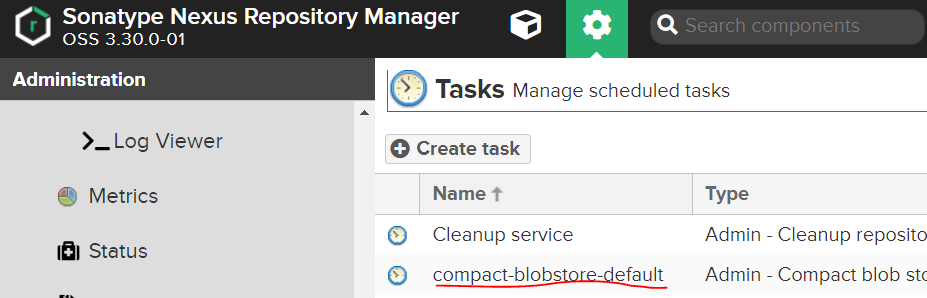 Sonatype Nexus Repository Manager
OSS 3.30.0-01
Search components
Administration
Tasks Manage scheduled tasks
Log Viewer
Create task
Metrics
Name Type
Status
Cleanup service Admin - Cleanup reposito
compact-blobstore-default Admin - Compact blob sto